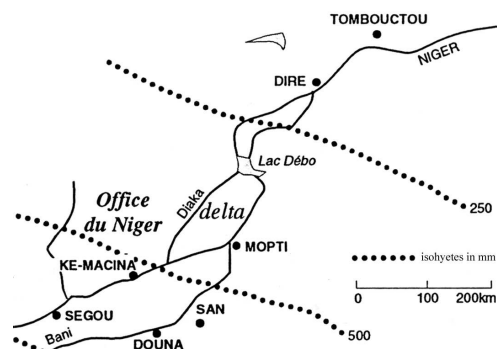 TOMBOUCTOU
NIGER
DIRE
Lac Débo
Office
du Niger
Diaka
delta
250
MOPTI
isohyetes in mm
KE-MACINA
0 100 200km
SEGOU
SAN
500
Bani
DOUNA